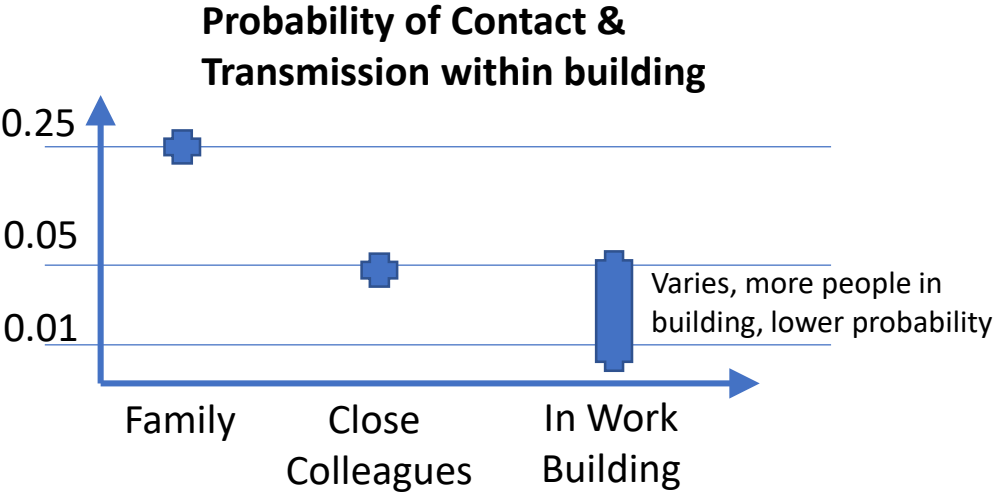 Probability of Contact &
Transmission within building
0.25
0.05
0.01
Varies, more people in
building, lower probability
Family
Close
Colleagues
In Work
Building